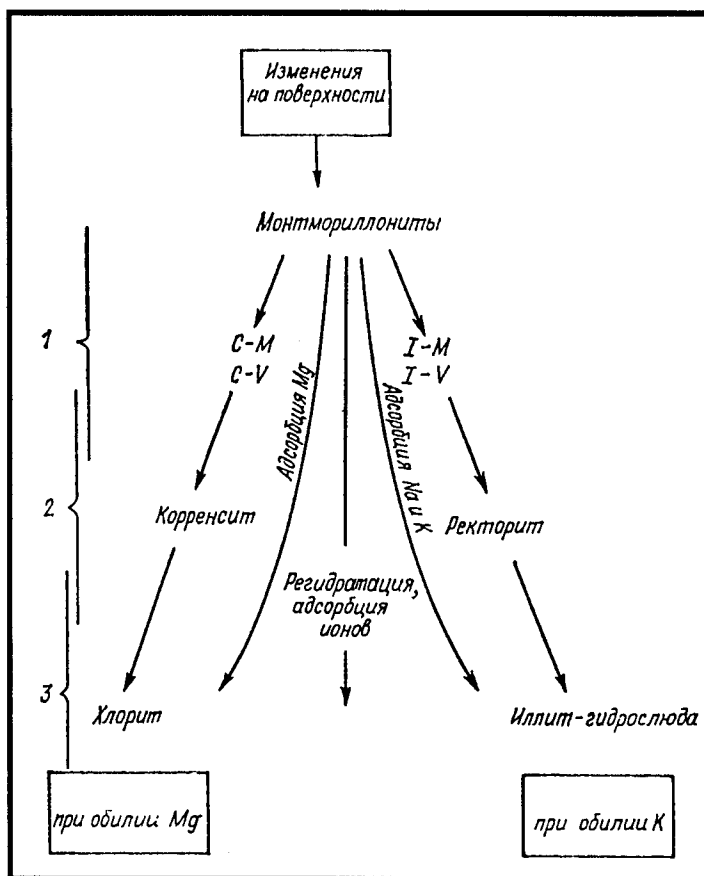 Изменения
на поверхности
Монтмориллониты
1
С-М
С-V
I-M
I-V
Адсорбция Mg
Адсорбция Na и К
2
Корренсит
Ректорит
Регидратация,
адсорбция
ионов
3
Хлорит
Иллит-гидрослюда
при обилии Mg
при обилии К